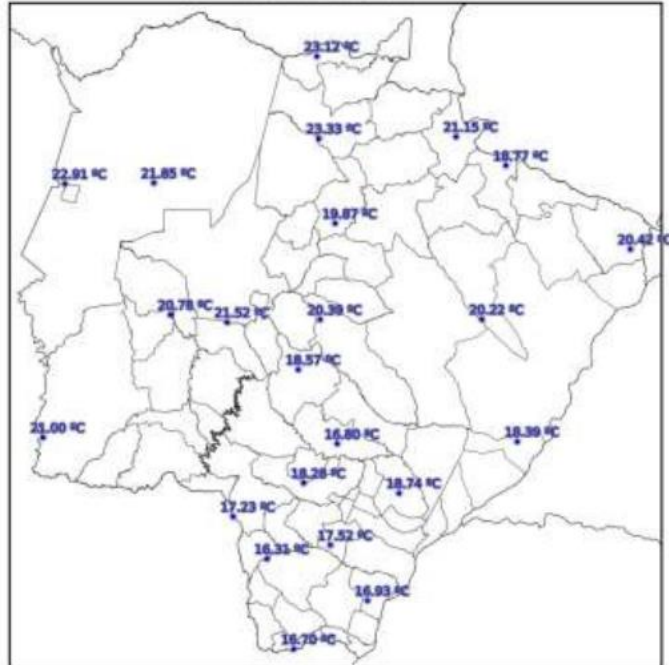 23.12 ºC
23.33 ºC
21.15 ºC
18.77 ºC
22.91 ºC
21.85 ºC
19.87 ºC
20.42 ºC
20.78 ºC
21.52 ºC
20.39 ºC
20.22 ºC
18.57 ºC
21.00 ºC
16.80 ºC
18.39 ºC
18.28 ºC
18.74 ºC
17.23 ºC
17.52 ºC
16.31 ºC
16.93 ºC
16.70 ºC